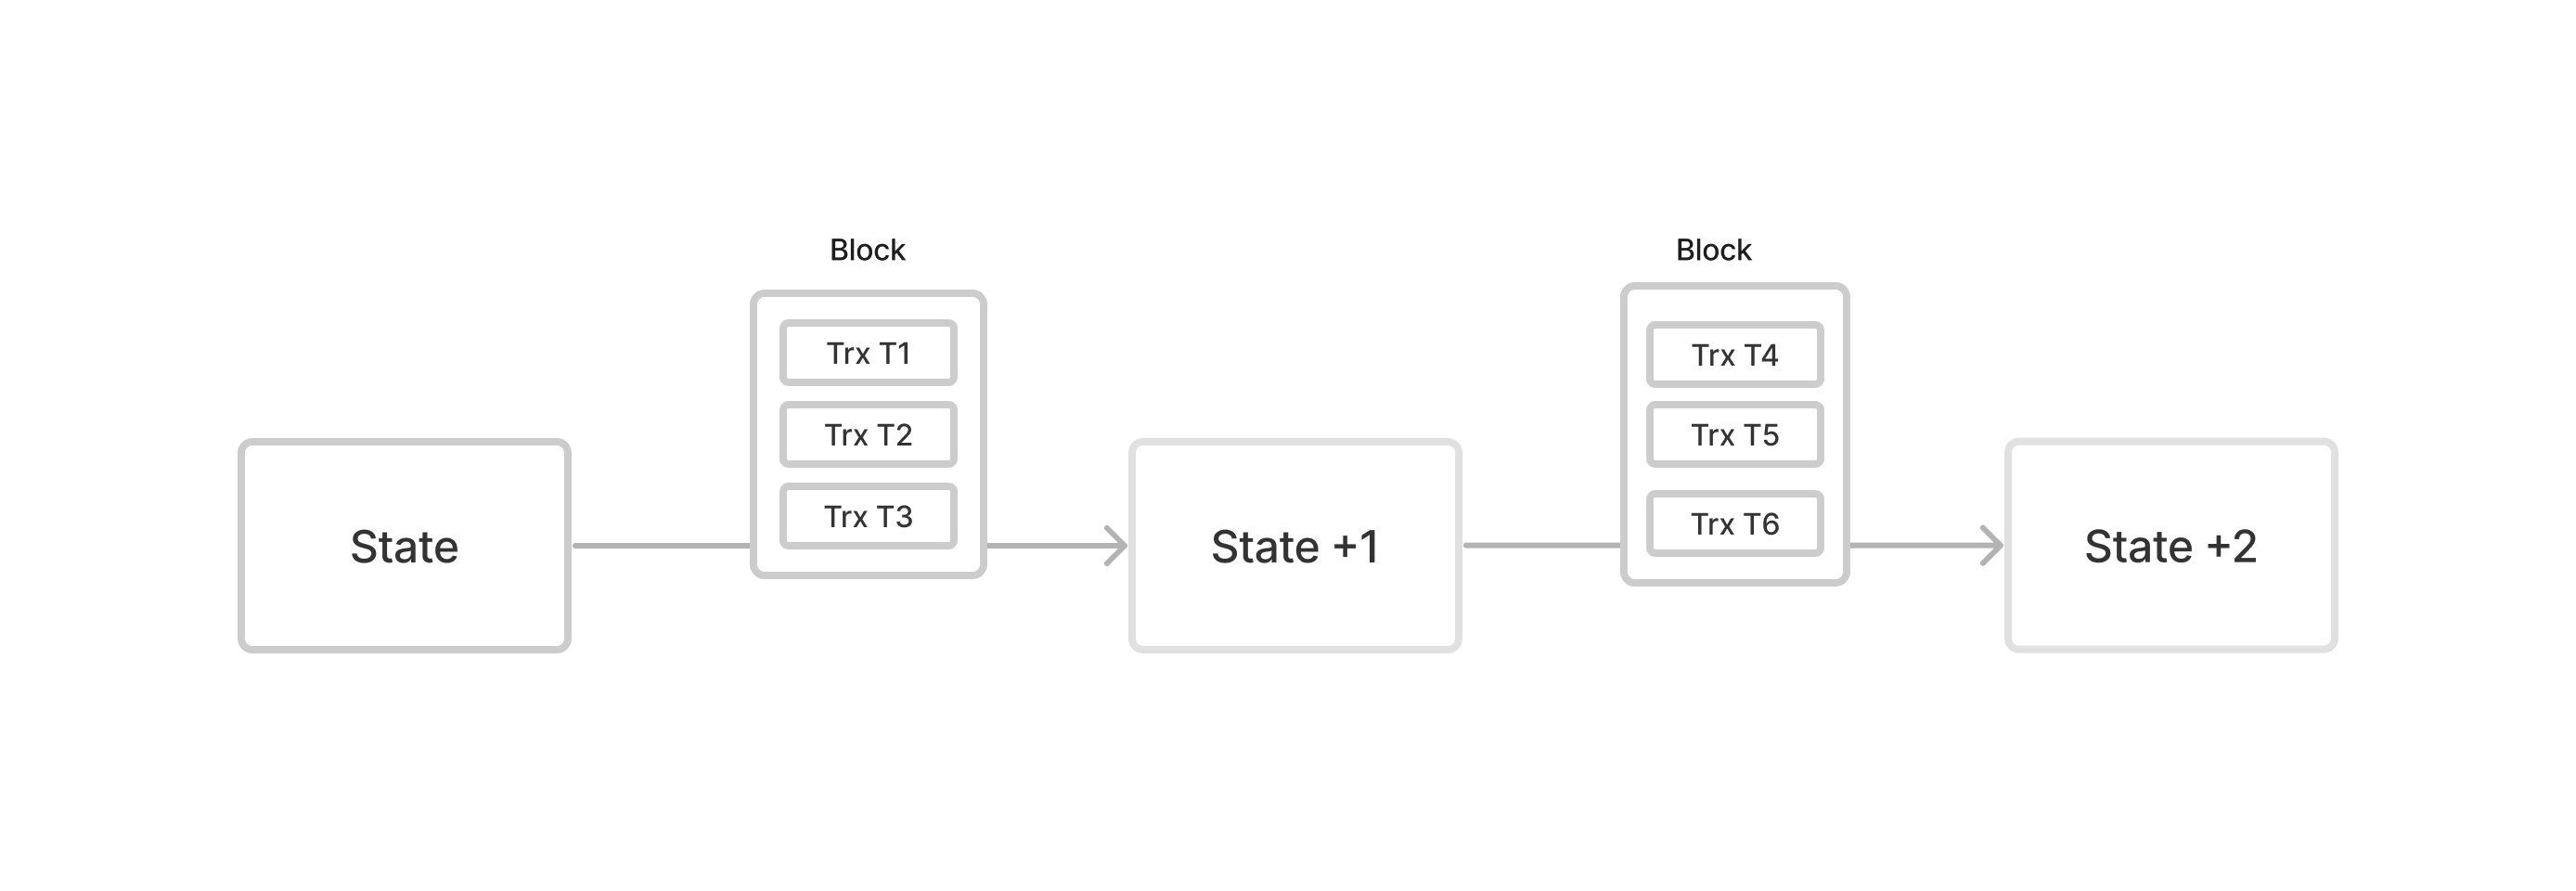 Block
Block
Trx T1
Trx T2
Trx T3
Trx T4
Trx T5
Trx T6
State
State +1
State +2